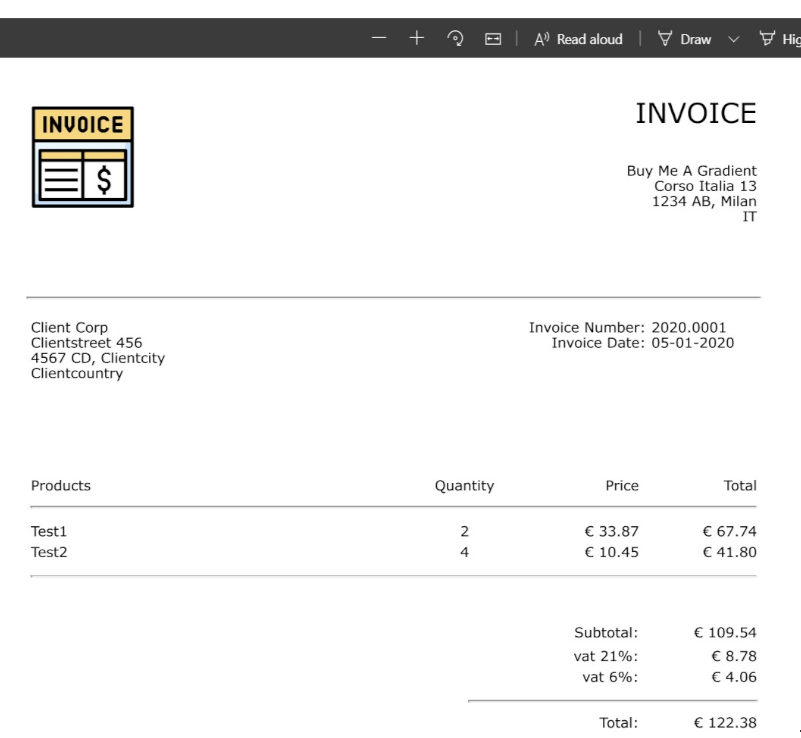 A Read aloud Draw Hig
INVOICE
$
INVOICE
Buy Me A Gradient
Corso Italia 13
1234 AB, Milan
IT
Client Corp
Clientstreet 456
4567 CD, Clientcity
Clientcountry
Invoice Number: 2020.0001
Invoice Date: 05-01-2020
Products Quantity Price Total
Test1 2 € 33.87 € 67.74
Test2 4 € 10.45 € 41.80
Subtotal: € 109.54
vat 21%: € 8.78
vat 6%: € 4.06
Total: € 122.38